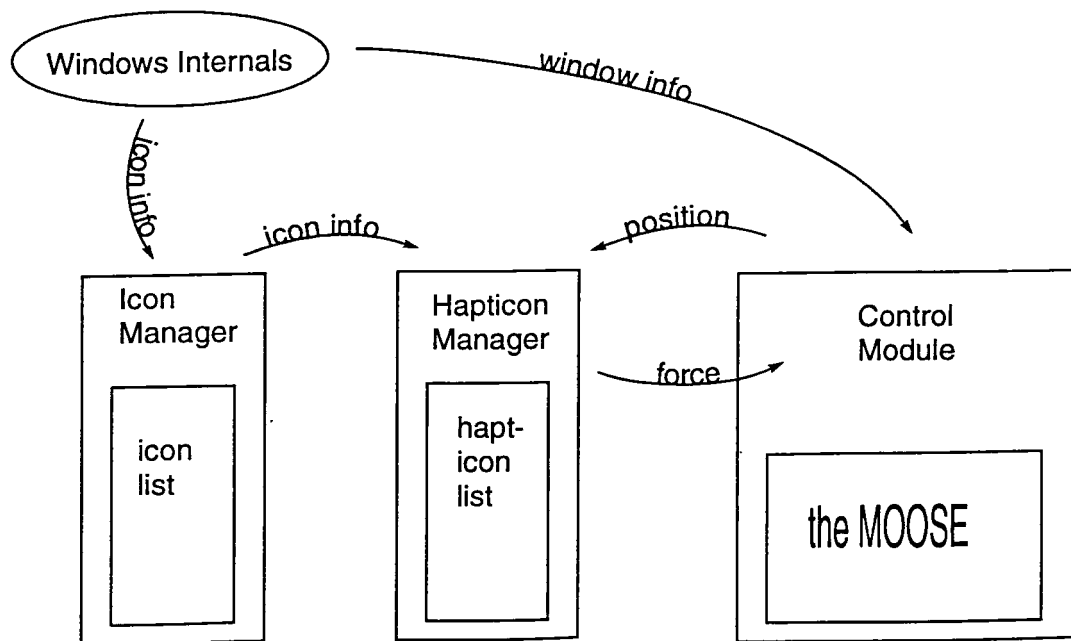 Windows Internals
window info
icon info
icon info
position
Icon
Manager
Hapticon
Manager
Control
Module
force
icon
list
hapt-
icon
list
the MOOSE